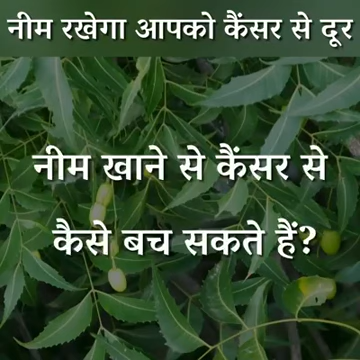 नीम रखेगा आपको कैंसर से दूर
नीम खाने से कैंसर से
कैसे बच सकते हैं?